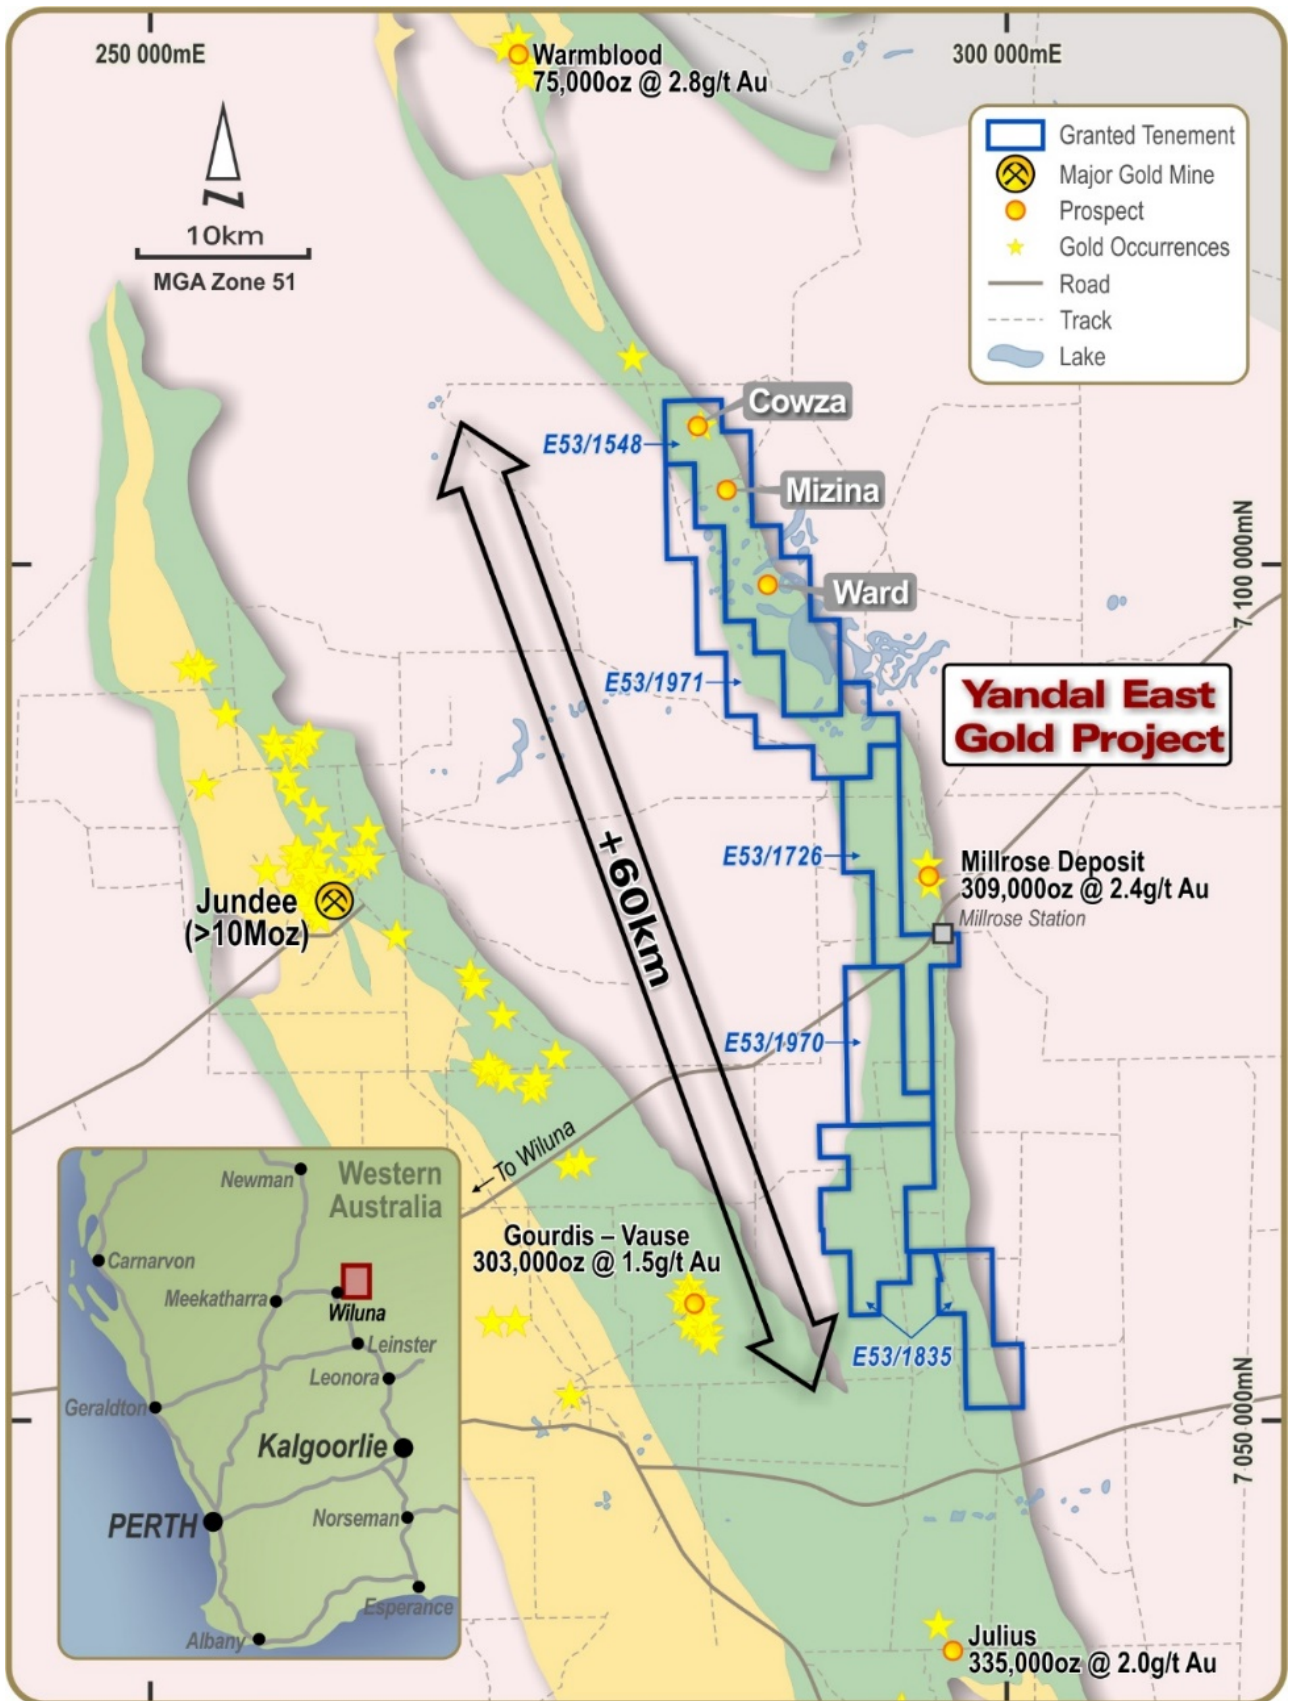 250 000mE
300 000mE
Warmblood
75,000oz @ 2.8g/t Au
Granted Tenement
Major Gold Mine
Prospect
Gold Occurrences
Road
Track
Lake
N
10km
MGA Zone 51
Cowza
E53/1548
Mizina
7 100 000mN
Ward
E53/1971
Yandal East
Gold Project
+60km
E53/1726
Millrose Deposit
309,000oz @ 2.4g/t Au
Millrose Station
Jundee
(>10Moz)
E53/1970
To Wiluna
Gourdis – Vause
303,000oz @ 1.5g/t Au
E53/1835
7 050 000mN
Western
Australia
Newman
Carnarvon
Meekatharra
Wiluna
Leinster
Leonora
Geraldton
Kalgoorlie
PERTH
Norseman
Esperance
Albany
Julius
335,000oz @ 2.0g/t Au